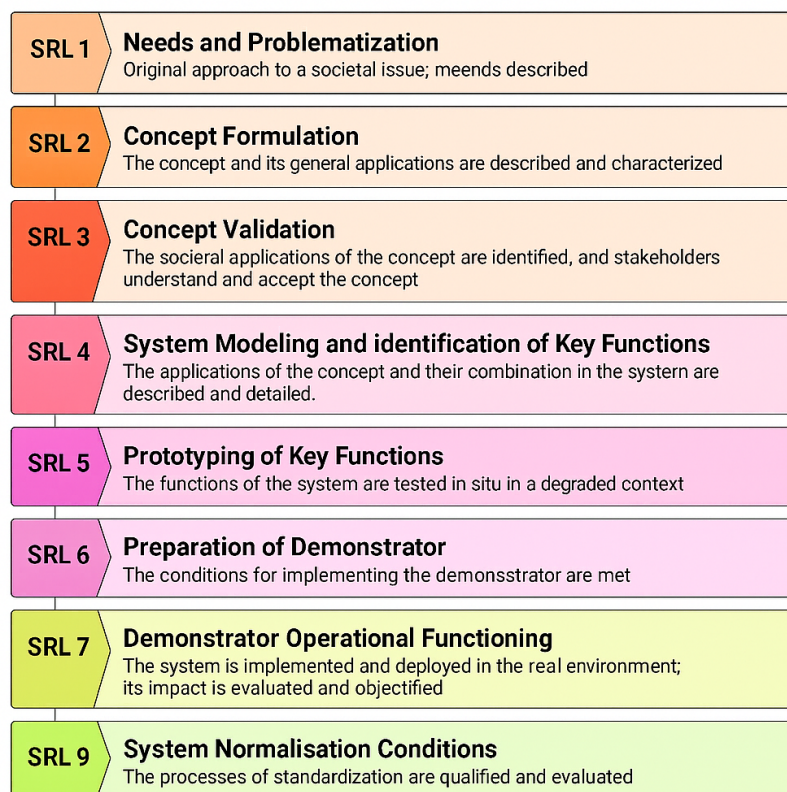 SRL 1
Needs and Problematization
Original approach to a societal issue; meends described
SRL 2
Concept Formulation
The concept and its general applications are described and characterized
SRL 3
Concept Validation
The socieral applications of the concept are identified, and stakeholders
understand and accept the concept
SRL 4
System Modeling and identification of Key Functions
The applications of the concept and their combination in the systern are
described and detailed.
SRL 5
Prototyping of Key Functions
The functions of the system are tested in situ in a degraded context
SRL 6
Preparation of Demonstrator
The conditions for implementing the demonsstrator are met
SRL 7
Demonstrator Operational Functioning
The system is implemented and deployed in the real environment;
its impact is evaluated and objectified
SRL 9
System Normalisation Conditions
The processes of standardization are qualified and evaluated